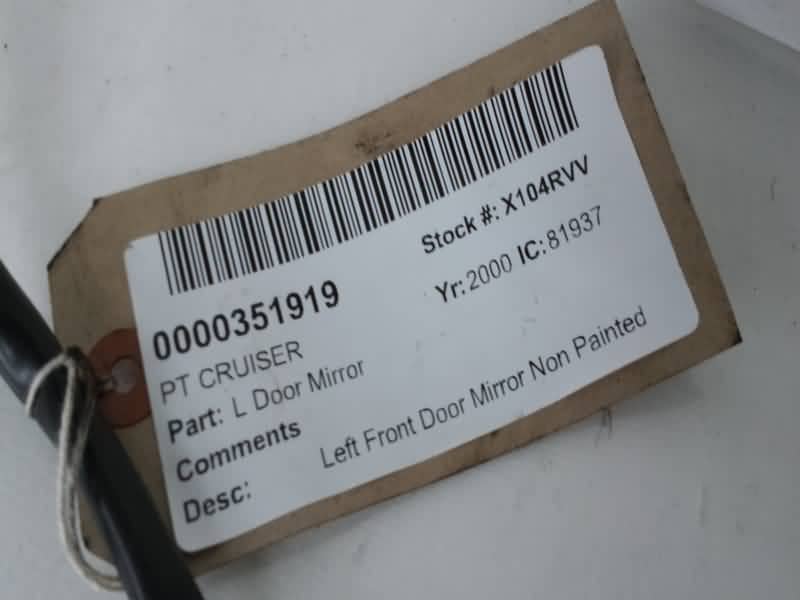 0000351919
Stock #: X104RVV
PT CRUISER
Yr: 2000 IC: 81937
Part: L Door Mirror
Comments
Desc: Left Front Door Mirror Non Painted